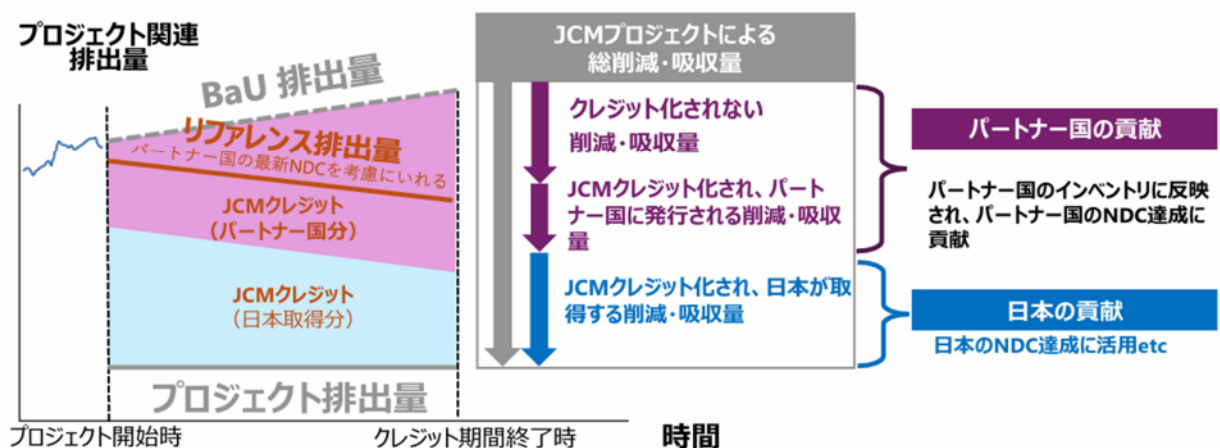 プロジェクト関連
排出量
BaU 排出量
リファレンス排出量
パートナー国の最新NDCを考慮にいれる
JCMクレジット
（パートナー国分）
JCMクレジット
（日本取得分）
プロジェクト排出量
プロジェクト開始時
クレジット期間終了時
時間
JCMプロジェクトによる
総削減・吸収量
クレジット化されない
削減・吸収量
JCMクレジット化され、パート
ナー国に発行される削減・吸収
量
JCMクレジット化され、日本が取
得する削減・吸収量
パートナー国の貢献
パートナー国のインベントリに反映
され、パートナー国のNDC達成に
貢献
日本の貢献
日本のNDC達成に活用etc